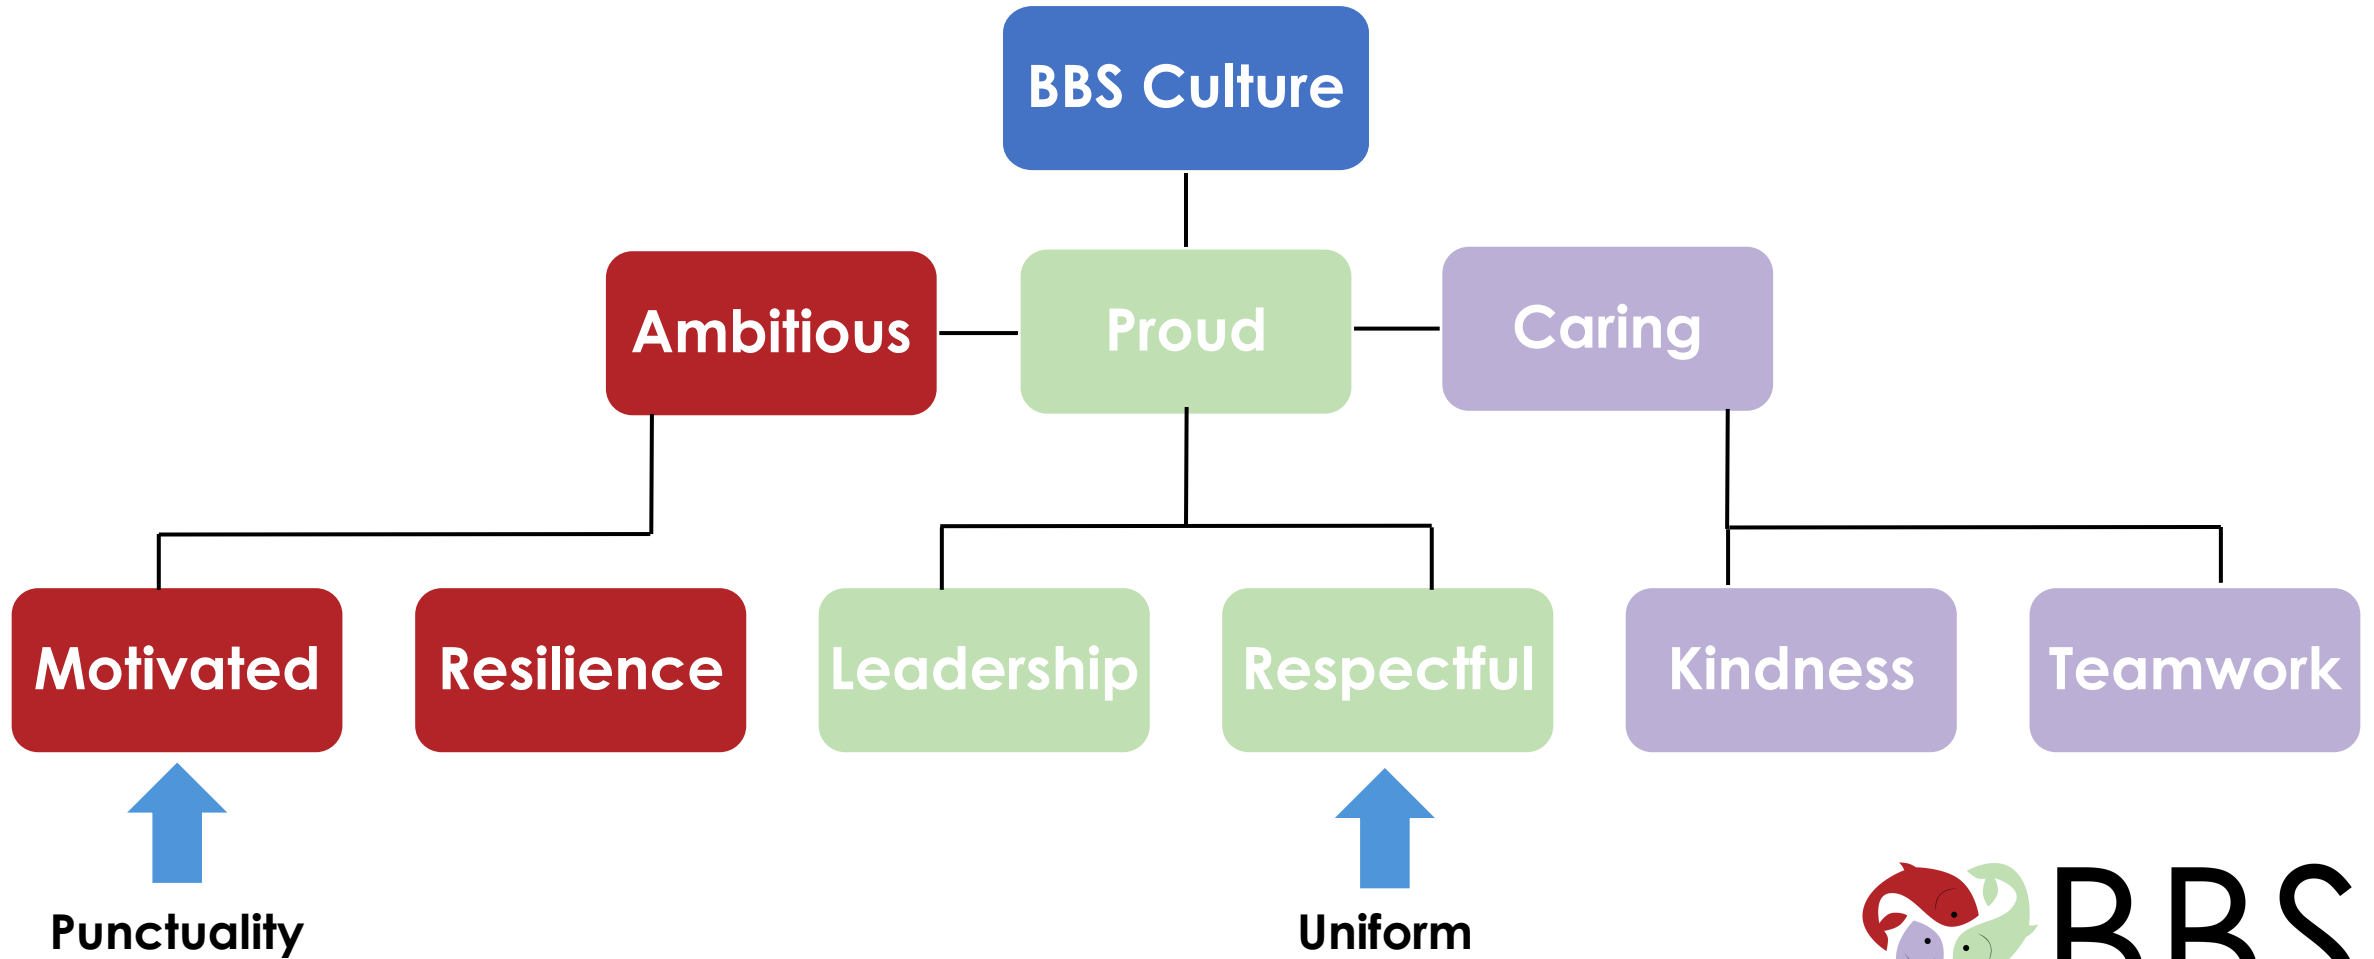 BBS Culture
Ambitious
Proud
Caring
Motivated
Resilience
Leadership
Respectful
Kindness
Teamwork
Punctuality
Uniform
BBS